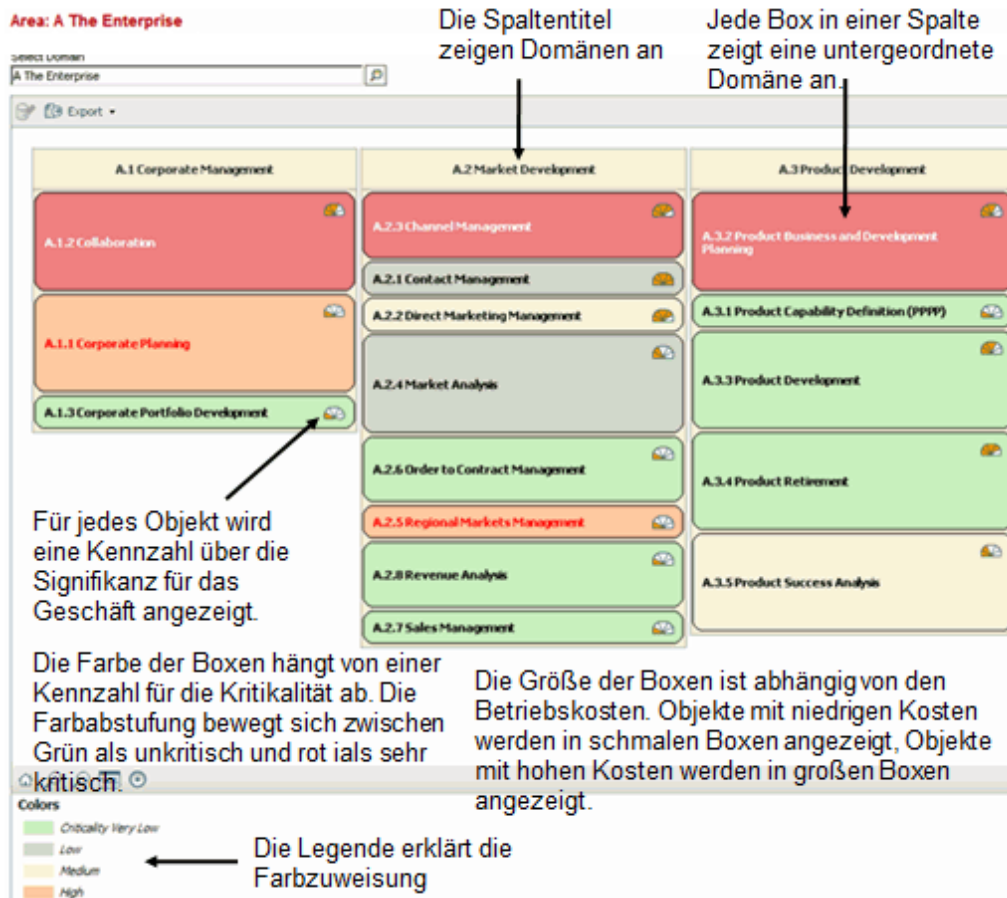 Area: A The Enterprise
Die Spaltentitel
zeigen Domänen an
Jede Box in einer Spalte
zeigt eine untergeordnete
Domäne an.
Select Domain
A The Enterprise
Export
A.1 Corporate Management
A.1.2 Collaboration
A.1.1 Corporate Planning
A.1.3 Corporate Portfolio Development
A.2 Market Development
A.2.3 Channel Management
A.2.1 Contact Management
A.2.2 Direct Marketing Management
A.2.4 Market Analysis
A.2.6 Order to Contract Management
A.2.5 Regional Markets Management
A.2.8 Revenue Analysis
A.2.7 Sales Management
A.3 Product Development
A.3.2 Product Business and Development
Planning
A.3.1 Product Capability Definition (PPPP)
A.3.3 Product Development
A.3.4 Product Retirement
A.3.5 Product Success Analysis
Für jedes Objekt wird
eine Kennzahl über die
Signifikanz für das
Geschäft angezeigt.
Die Farbe der Boxen hängt von einer
Kennzahl für die Kritikalität ab. Die
Farbabstufung bewegt sich zwischen
Grün als unkritisch und rot ials sehr
kritisch.
Die Größe der Boxen ist abhängig von den
Betriebskosten. Objekte mit niedrigen Kosten
werden in schmalen Boxen angezeigt, Objekte
mit hohen Kosten werden in großen Boxen
angezeigt.
Colors
Criticality Very Low
Low
Medium
High
Die Legende erklärt die
Farbzuweisung